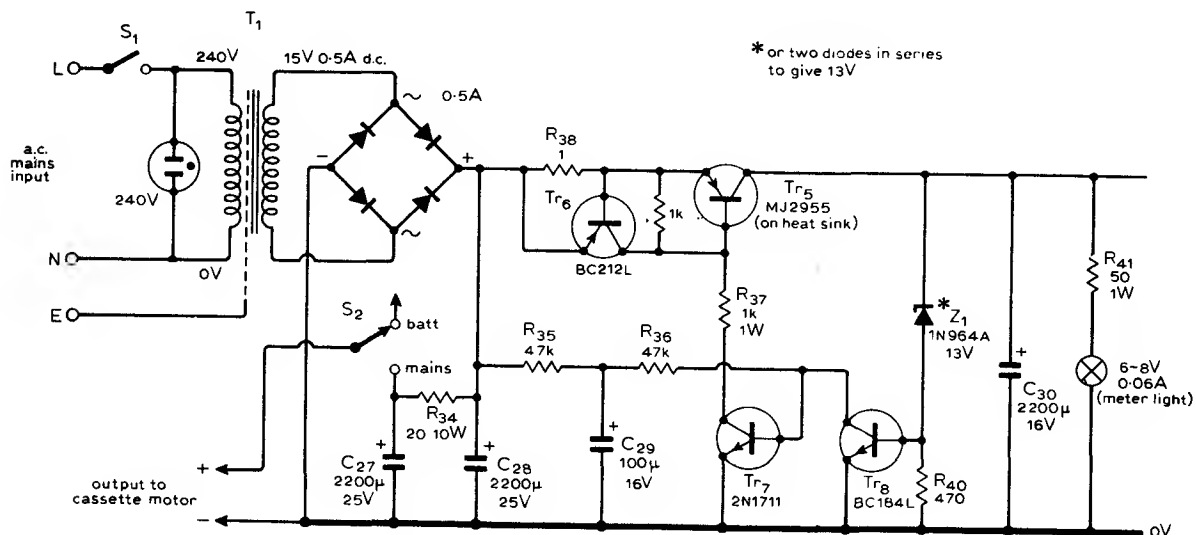 T1
S1
240V
15V 0·5A d.c.
* or two diodes in series
to give 13V
L
~
0·5A
R38
1
a.c.
mains
input
240V
-
+
Tr6
1k
Tr5
MJ2955
(on heat sink)
BC212L
N
0V
~
E
S2
batt
R37
1k
1W
R41
50
1W
R35
47k
R36
47k
* Z1
1N964A
13V
mains
R34
20 10W
+
C30
2200µ
16V
6~8V
0·06A
(meter light)
+
C27
2200µ
25V
+
C28
2200µ
25V
+
C29
100µ
16V
Tr7
2N1711
Tr8
BC184L
R40
470
+
output to
cassette motor
-
0V